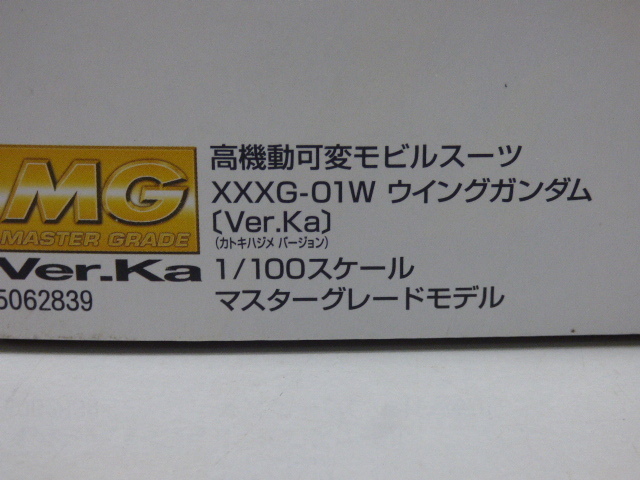 MG
MASTER GRADE
Ver.Ka
5062839
高機動可変モビルスーツ
XXXG-01W ウイングガンダム
〔Ver.Ka〕
(カトキハジメ バージョン)
1/100スケール
マスターグレードモデル